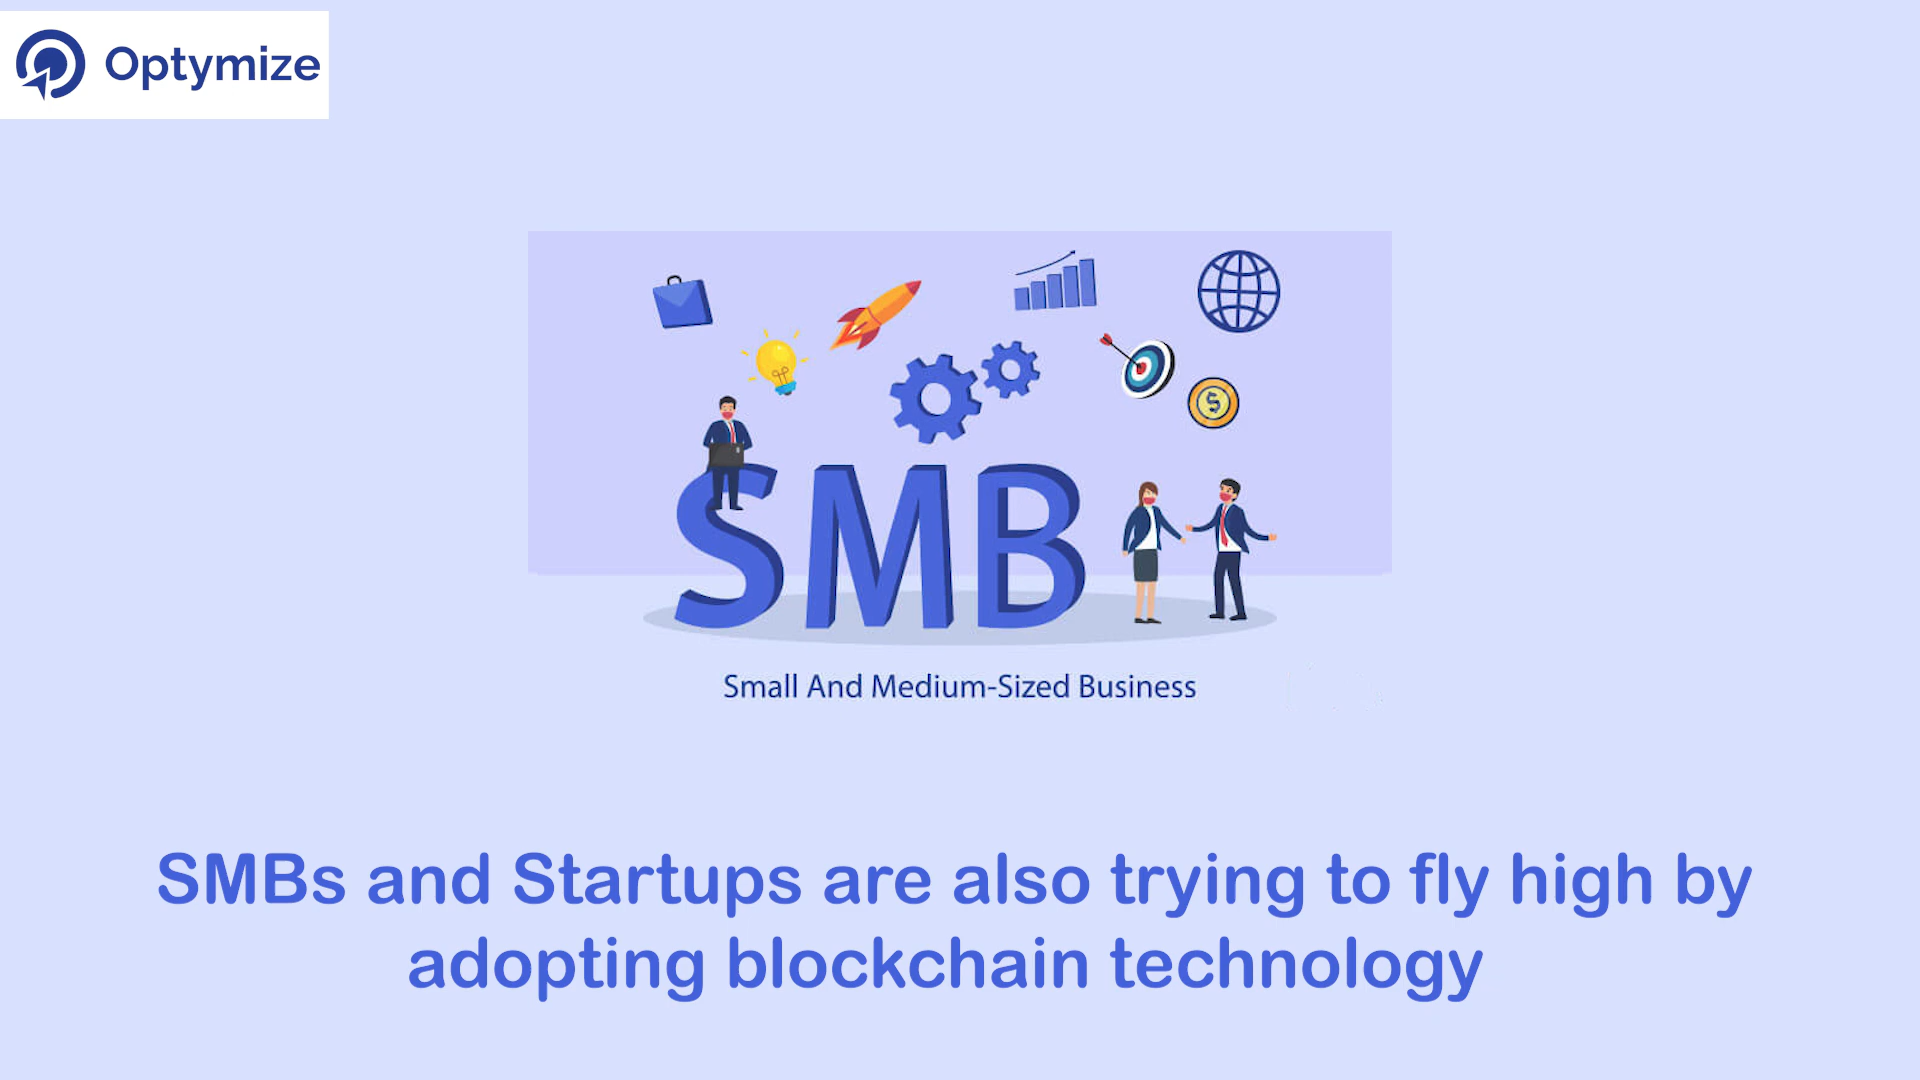 Optymize
$
SMB
Small And Medium-Sized Business
SMBs and Startups are also trying to fly high by
adopting blockchain technology